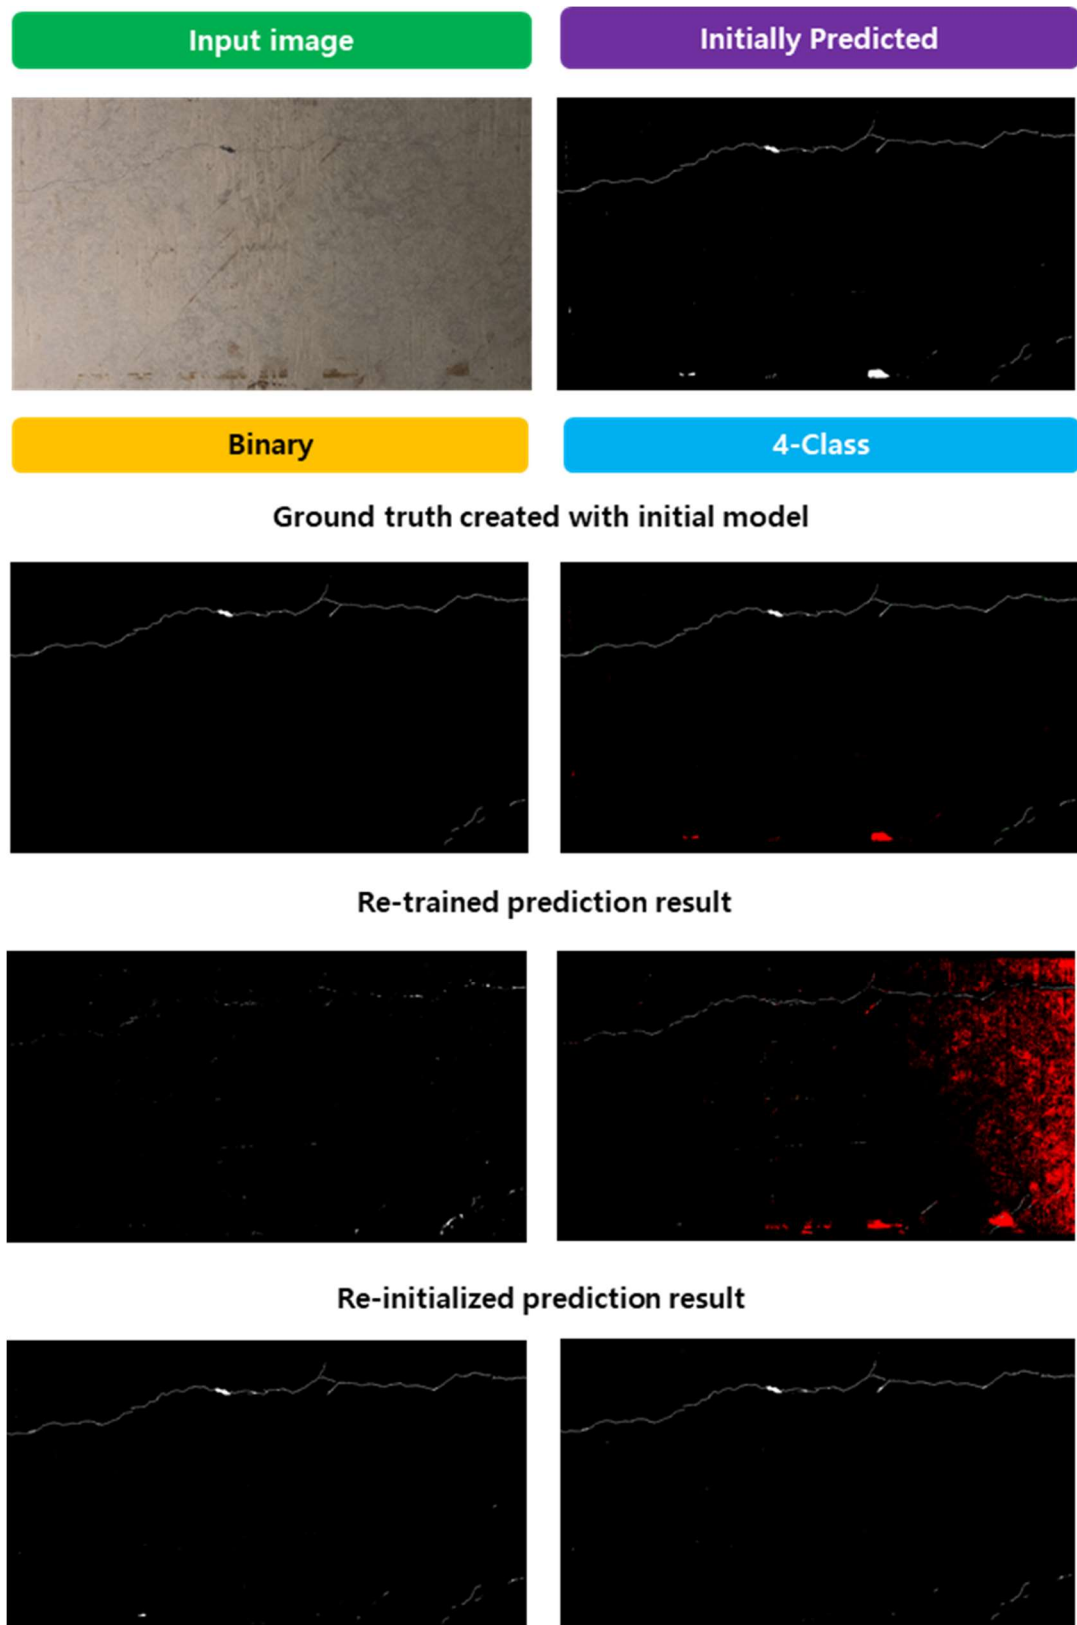 Input image
Initially Predicted
Binary
4-Class
Ground truth created with initial model
Re-trained prediction result
Re-initialized prediction result